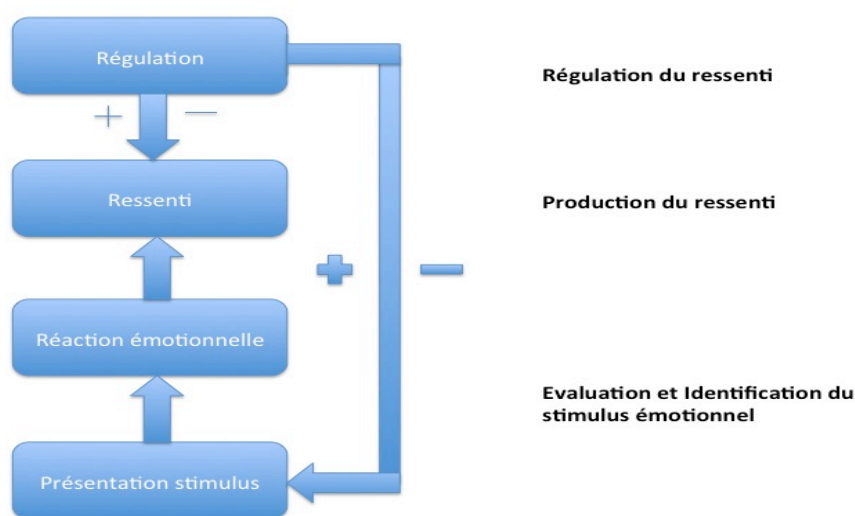 Régulation
Régulation du ressenti
+ −
Ressenti
Production du ressenti
+ −
Réaction émotionnelle
Evaluation et Identification du
stimulus émotionnel
Présentation stimulus